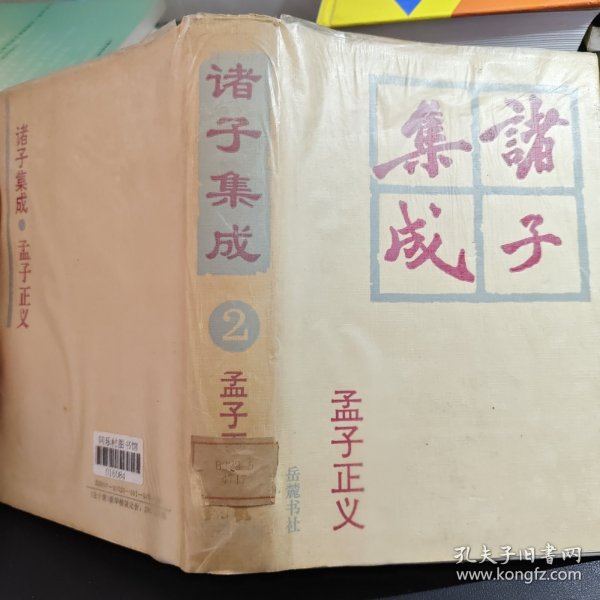 諸子
集成
孟子正义
岳麓书社
诸子集成
2
孟子
诸子集成·孟子正义
016084
孔夫子旧书网
www.kongfz.com